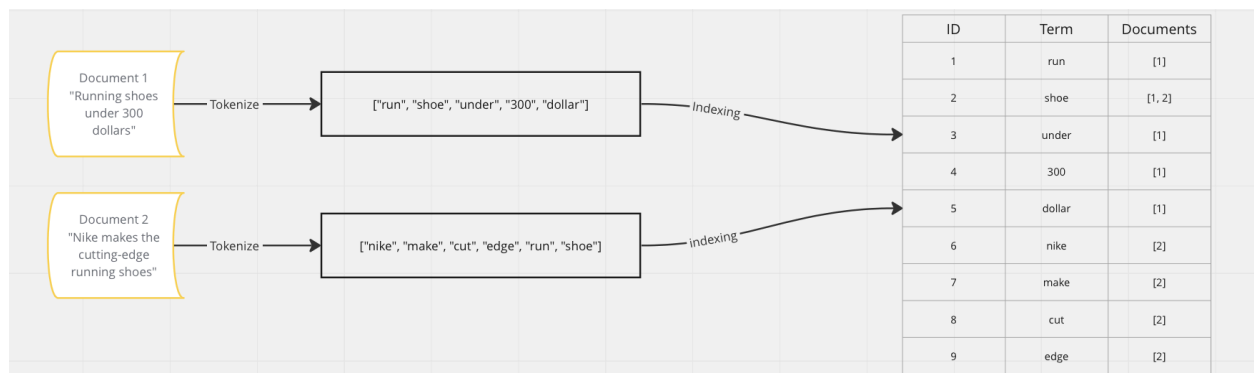 Document 1
"Running shoes
under 300
dollars"
Tokenize
["run", "shoe", "under", "300", "dollar"]
Indexing
Document 2
"Nike makes the
cutting-edge
running shoes"
Tokenize
["nike", "make", "cut", "edge", "run", "shoe"]
indexing
ID Term Documents
1 run [1]
2 shoe [1, 2]
3 under [1]
4 300 [1]
5 dollar [1]
6 nike [2]
7 make [2]
8 cut [2]
9 edge [2]